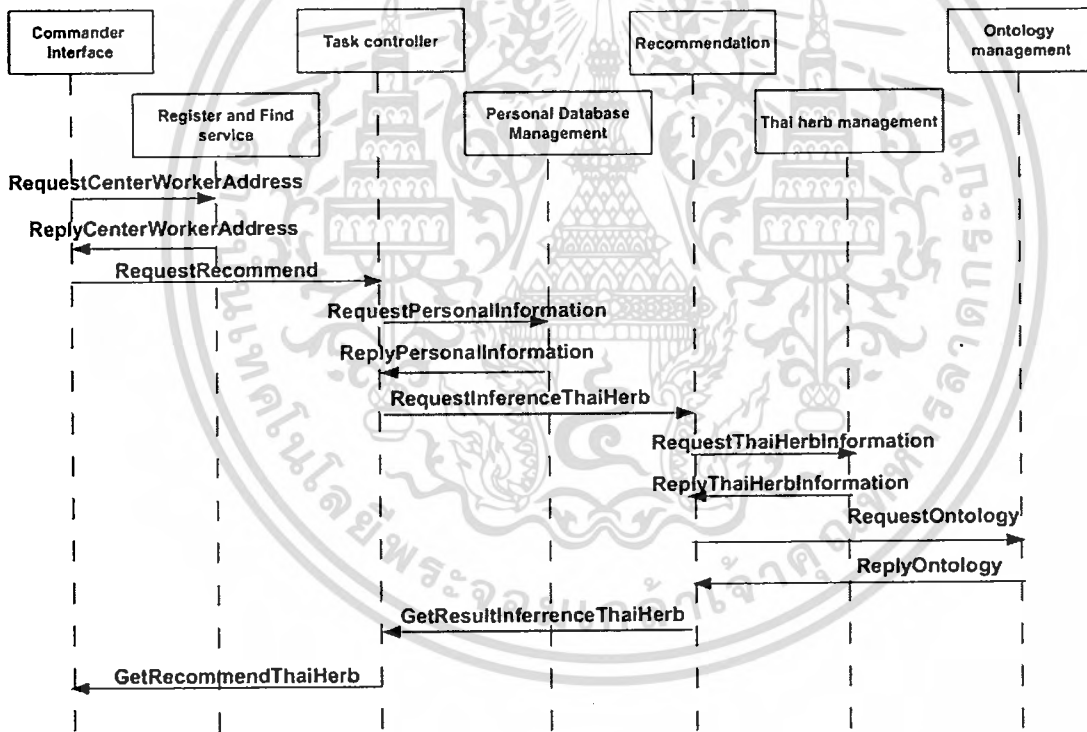 Commander
Interface
Task controller
Recommendation
Ontology
management
Register and Find
service
Personal Database
Management
Thai herb management
RequestCenterWorkerAddress
ReplyCenterWorkerAddress
RequestRecommend
RequestPersonalInformation
ReplyPersonalInformation
RequestInferenceThaiHerb
RequestThaiHerbInformation
ReplyThaiHerbInformation
RequestOntology
ReplyOntology
GetResultInferrenceThaiHerb
GetRecommendThaiHerb